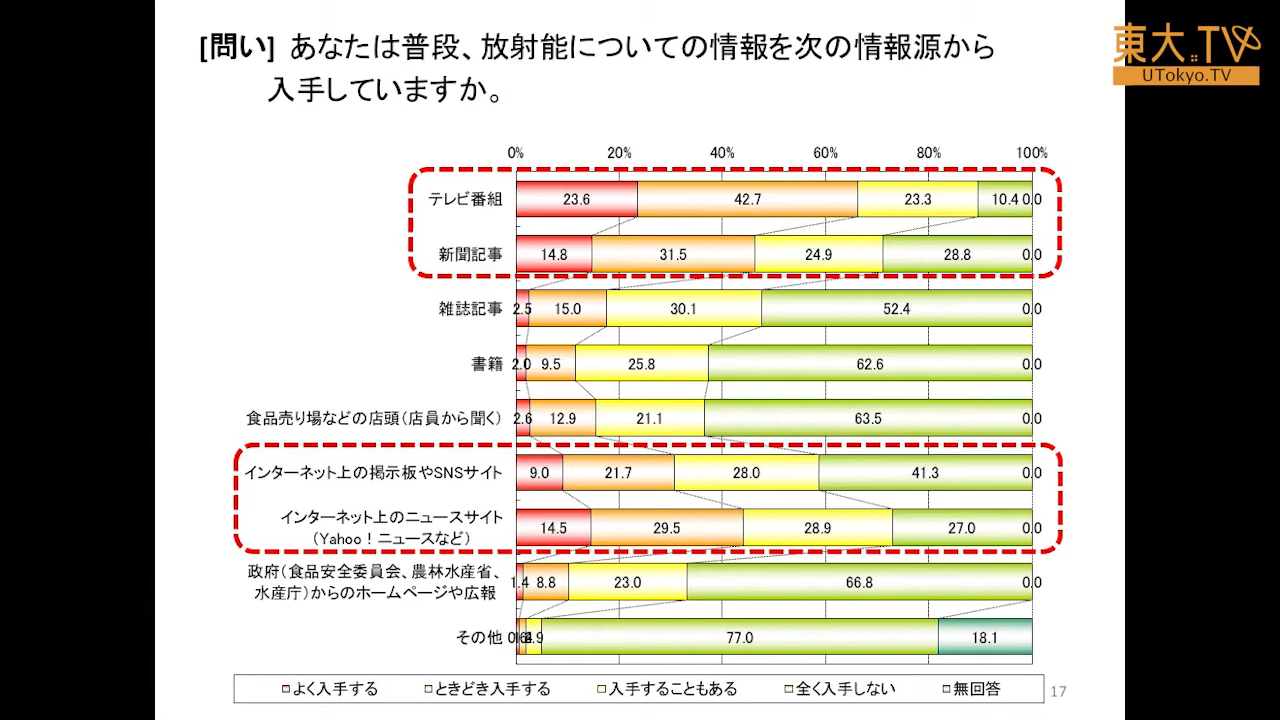 [問い] あなたは普段、放射能についての情報を次の情報源から
入手していますか。
東大.TV
UTokyo.TV
0% 20% 40% 60% 80% 100%
テレビ番組 23.6 42.7 23.3 10.4 0.0
新聞記事 14.8 31.5 24.9 28.8 0.0
雑誌記事 2.5 15.0 30.1 52.4 0.0
書籍 2.0 9.5 25.8 62.6 0.0
食品売り場などの店頭（店員から聞く） 2.6 12.9 21.1 63.5 0.0
インターネット上の掲示板やSNSサイト 9.0 21.7 28.0 41.3 0.0
インターネット上のニュースサイト
（Yahoo！ニュースなど） 14.5 29.5 28.9 27.0 0.0
政府（食品安全委員会、農林水産省、
水産庁）からのホームページや広報 1.4 8.8 23.0 66.8 0.0
その他 77.0 18.1
よく入手する ときどき入手する 入手することもある 全く入手しない 無回答
17